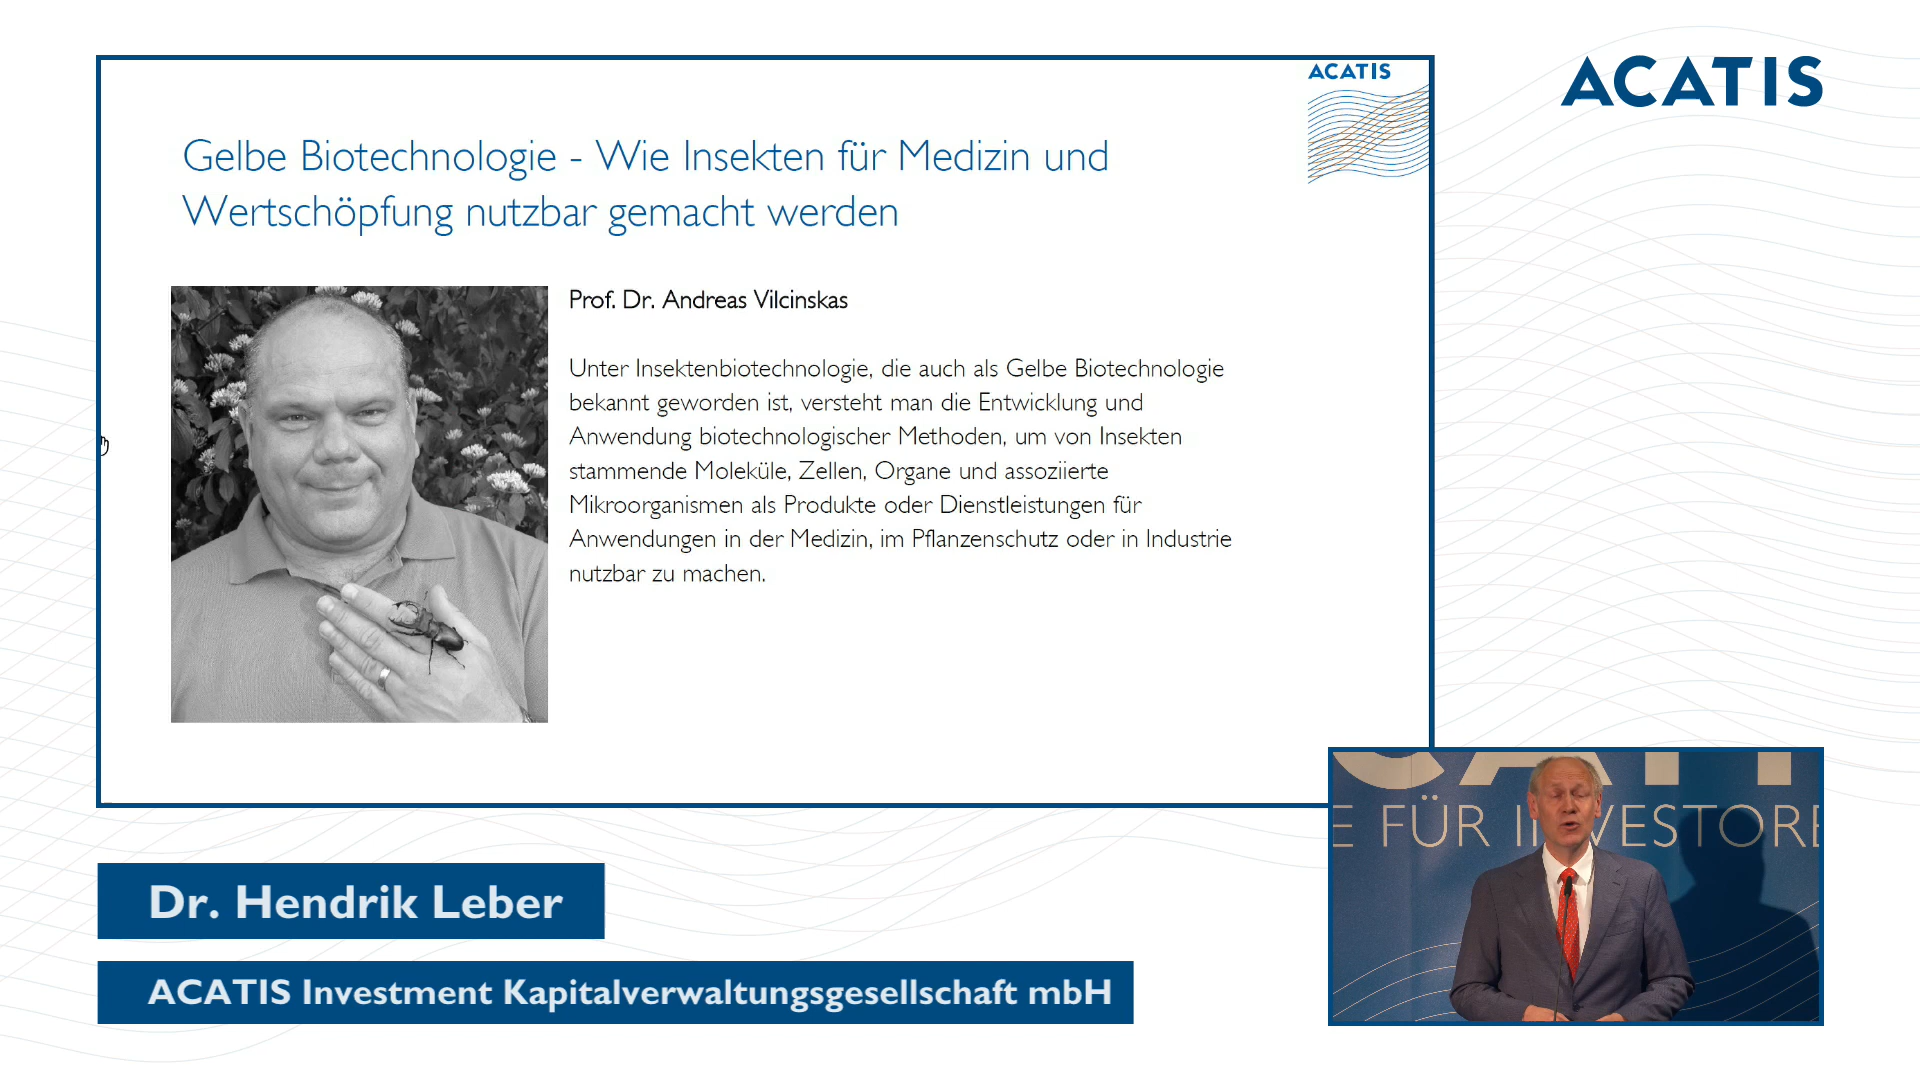 ACATIS
ACATIS
Gelbe Biotechnologie - Wie Insekten für Medizin und
Wertschöpfung nutzbar gemacht werden
Prof. Dr. Andreas Vilcinskas
Unter Insektenbiotechnologie, die auch als Gelbe Biotechnologie
bekannt geworden ist, versteht man die Entwicklung und
Anwendung biotechnologischer Methoden, um von Insekten
stammende Moleküle, Zellen, Organe und assoziierte
Mikroorganismen als Produkte oder Dienstleistungen für
Anwendungen in der Medizin, im Pflanzenschutz oder in Industrie
nutzbar zu machen.
CATI
E FÜR INVESTORE
Dr. Hendrik Leber
ACATIS Investment Kapitalverwaltungsgesellschaft mbH